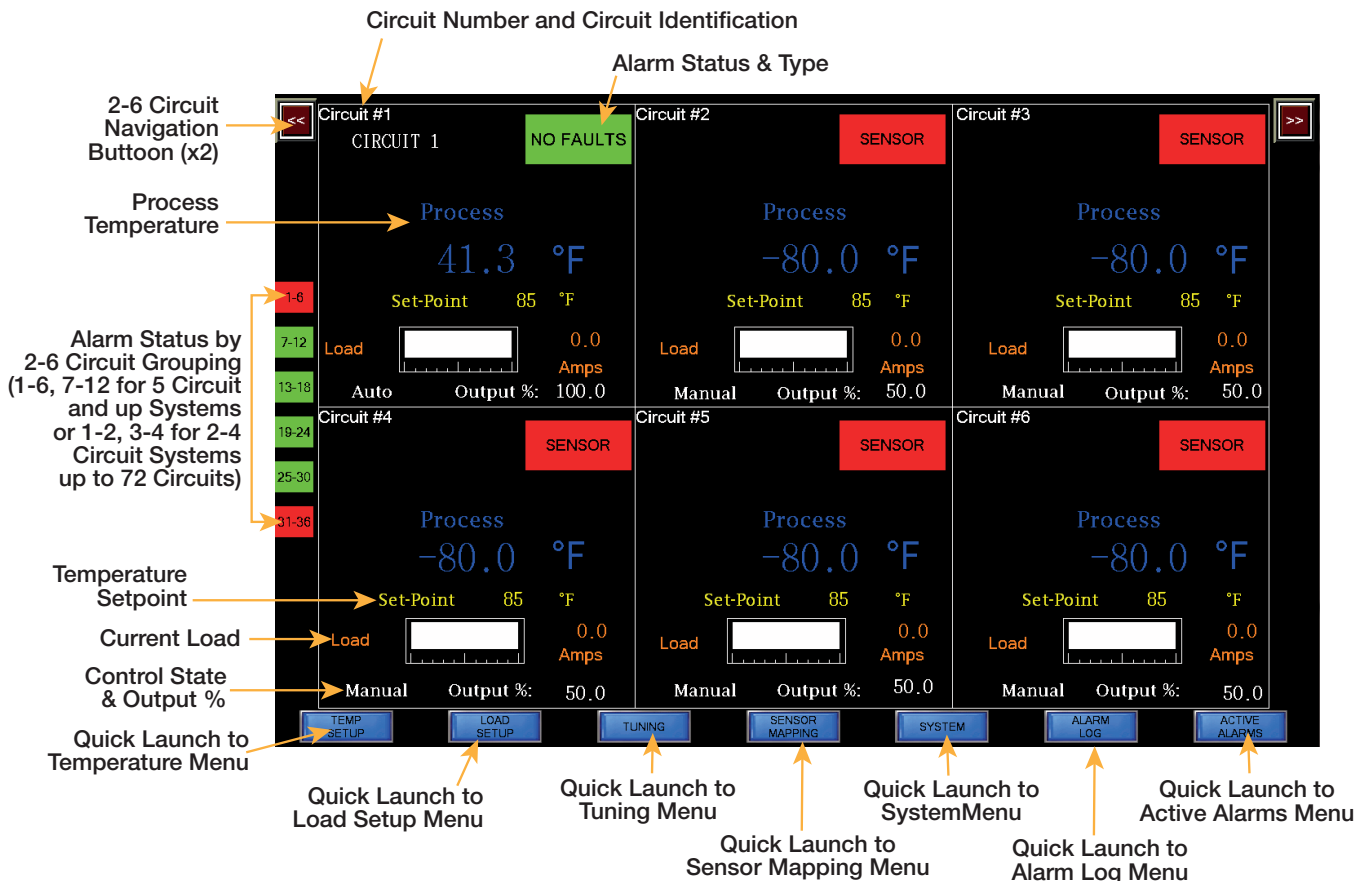 Circuit Number and Circuit Identification
Alarm Status & Type
2-6 Circuit
Navigation
Buttoon (x2)
Process
Temperature
Alarm Status by
2-6 Circuit Grouping
(1-6, 7-12 for 5 Circuit
and up Systems
or 1-2, 3-4 for 2-4
Circuit Systems
up to 72 Circuits)
Temperature
Setpoint
Current Load
Control State
& Output %
Quick Launch to
Temperature Menu
<<
>>
1-6
7-12
13-18
19-24
25-30
31-36
Circuit #1
CIRCUIT 1
NO FAULTS
Process
41.3 °F
Set-Point 85 °F
Load
0.0
Amps
Auto Output %: 100.0
Circuit #2
SENSOR
Process
-80.0 °F
Set-Point 85 °F
Load
0.0
Amps
Manual Output %: 50.0
Circuit #3
SENSOR
Process
-80.0 °F
Set-Point 85 °F
Load
0.0
Amps
Manual Output %: 50.0
Circuit #4
SENSOR
Process
-80.0 °F
Set-Point 85 °F
Load
0.0
Amps
Manual Output %: 50.0
Circuit #5
SENSOR
Process
-80.0 °F
Set-Point 85 °F
Load
0.0
Amps
Manual Output %: 50.0
Circuit #6
SENSOR
Process
-80.0 °F
Set-Point 85 °F
Load
0.0
Amps
Manual Output %: 50.0
TEMP
SETUP
LOAD
SETUP
TUNING
SENSOR
MAPPING
SYSTEM
ALARM
LOG
ACTIVE
ALARMS
Quick Launch to
Load Setup Menu
Quick Launch to
Tuning Menu
Quick Launch to
Sensor Mapping Menu
Quick Launch to
SystemMenu
Quick Launch to
Alarm Log Menu
Quick Launch to
Active Alarms Menu